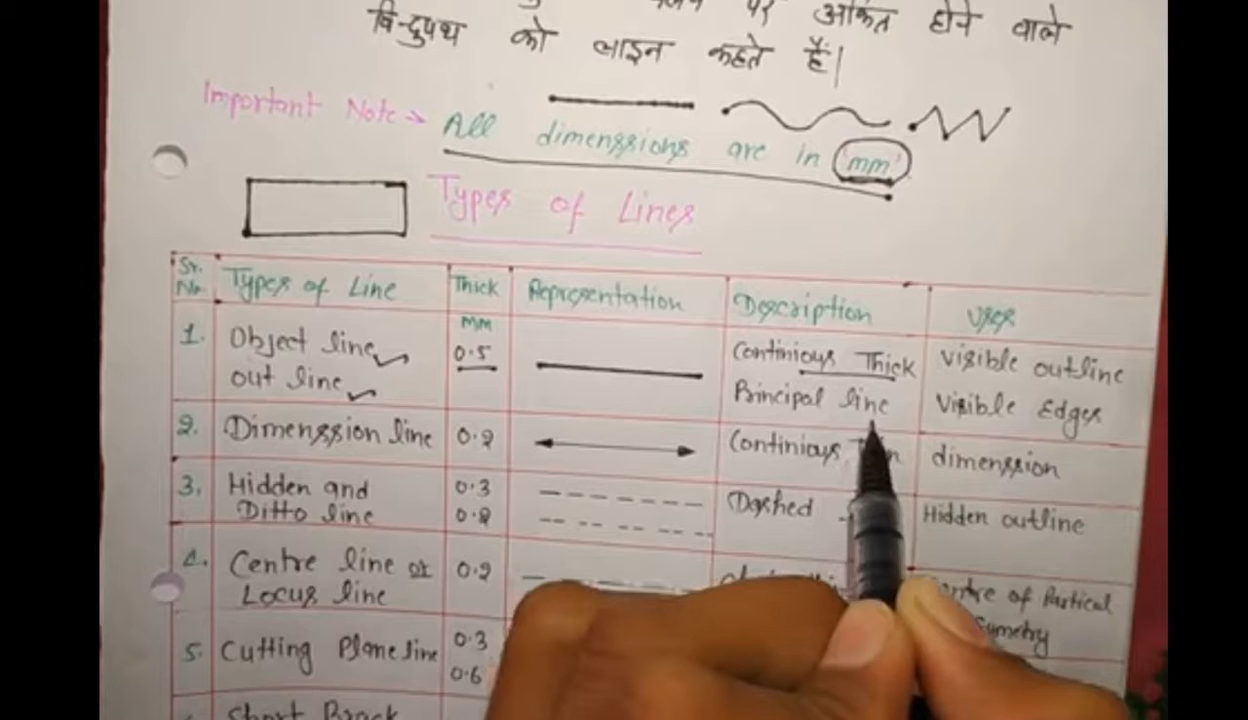 पर अंकित होने वाले
बिन्दुपथ को लाइन कहते हैं।
Important Note → All dimenssions are in 'mm'
Types of Lines
Sr. No. Types of Line Thick MM Representation Description Uses
1. Object line 0.5 Continious Thick Visible outline
out line Principal line Visible Edges
2. Dimenssion line 0.2 Continious dimenssion
3. Hidden and 0.3 Dashed Hidden outline
Ditto line 0.2
4. Centre line or 0.2 of Partical
Locus line Symetry
5. Cutting Plane line 0.3
0.6
Short Break